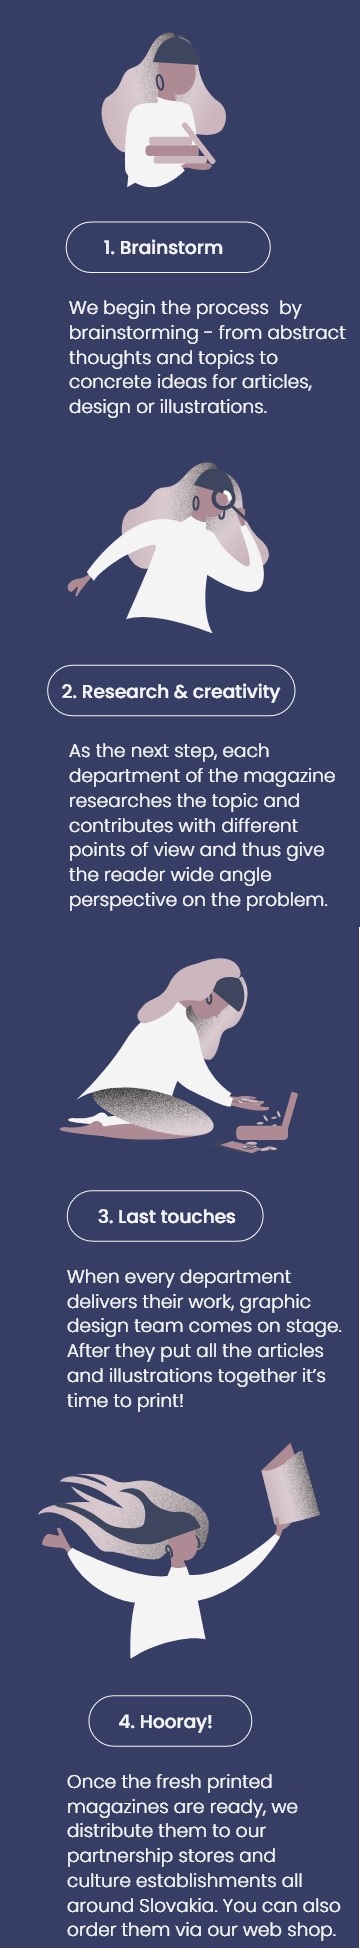 1. Brainstorm
We begin the process  by
brainstorming - from abstract
thoughts and topics to
concrete ideas for articles,
design or illustrations.
2. Research & creativity
As the next step, each
department of the magazine
researches the topic and
contributes with different
points of view and thus give
the reader wide angle
perspective on the problem.
3. Last touches
When every department
delivers their work, graphic
design team comes on stage.
After they put all the articles
and illustrations together it's
time to print!
4. Hooray!
Once the fresh printed
magazines are ready, we
distribute them to our
partnership stores and
culture establishments all
around Slovakia. You can also
order them via our web shop.